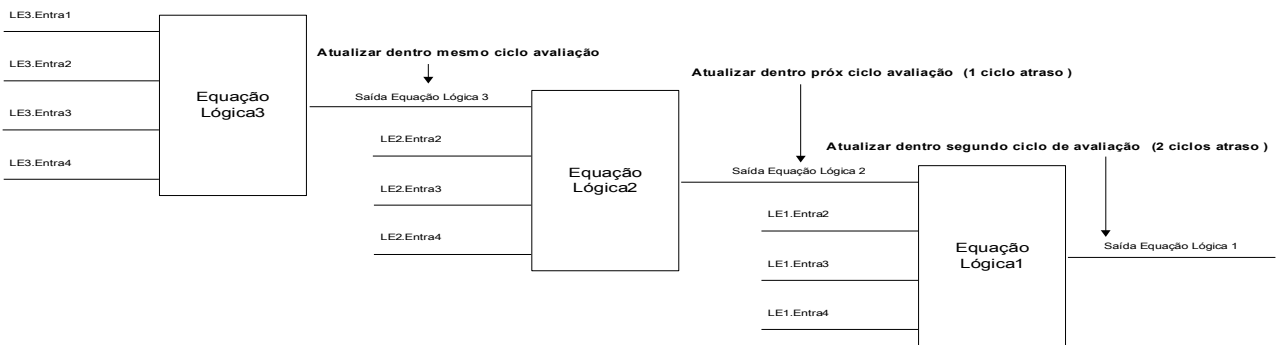 LE3.Entra1
LE3.Entra2
LE3.Entra3
LE3.Entra4
Equação
Lógica3
Atualizar dentro mesmo ciclo avaliação
Saída Equação Lógica 3
LE2.Entra2
LE2.Entra3
LE2.Entra4
Equação
Lógica2
Atualizar dentro próx ciclo avaliação (1 ciclo atraso )
Saída Equação Lógica 2
LE1.Entra2
LE1.Entra3
LE1.Entra4
Equação
Lógica1
Atualizar dentro segundo ciclo de avaliação (2 ciclos atraso )
Saída Equação Lógica 1